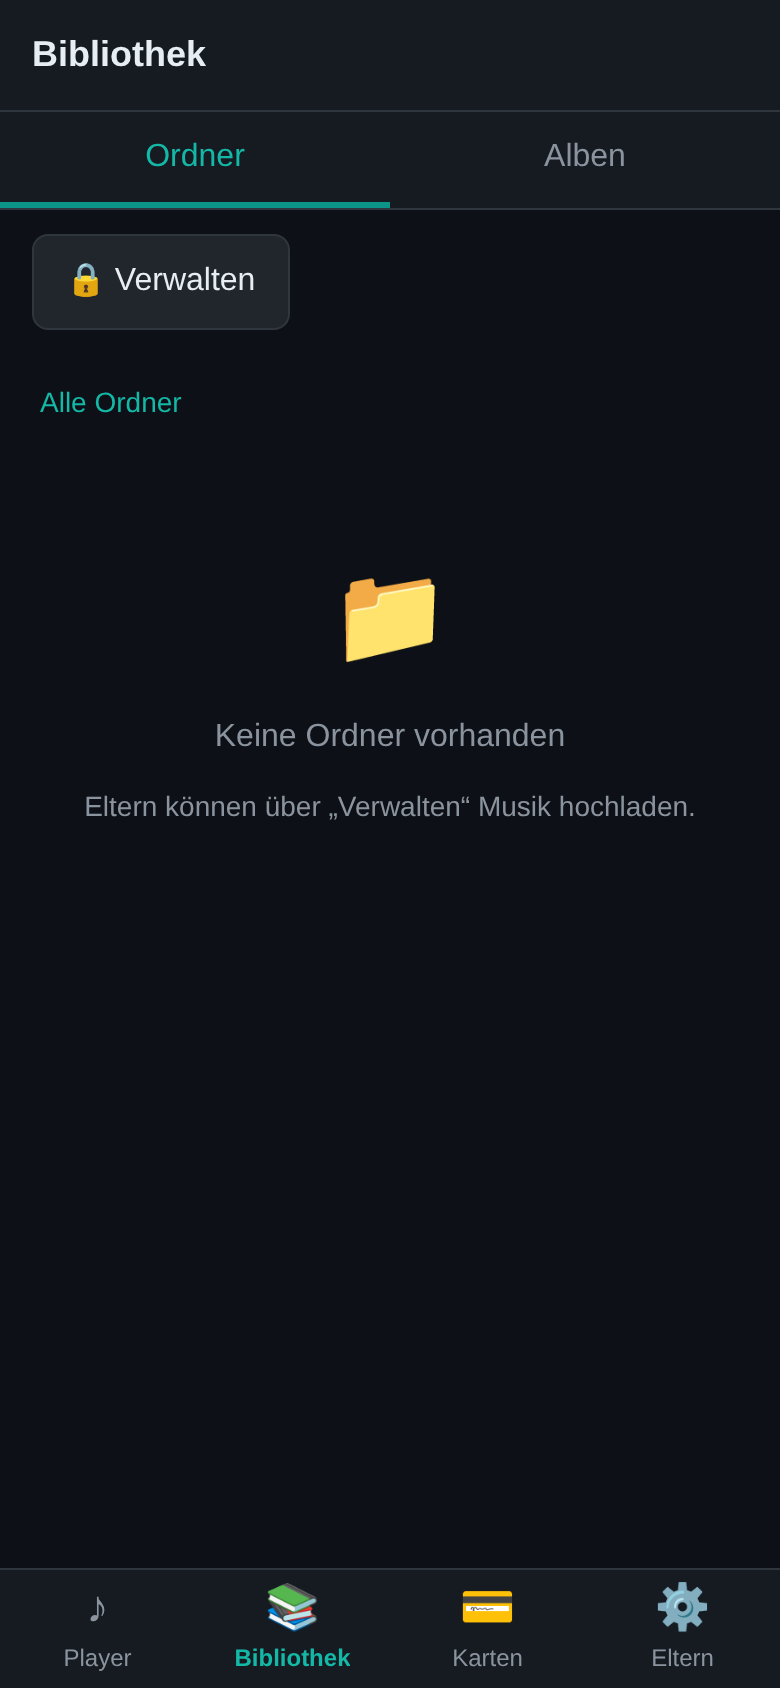 Bibliothek
Ordner
Alben
🔒 Verwalten
Alle Ordner
Keine Ordner vorhanden
Eltern können über „Verwalten“ Musik hochladen.
Player
Bibliothek
Karten
Eltern